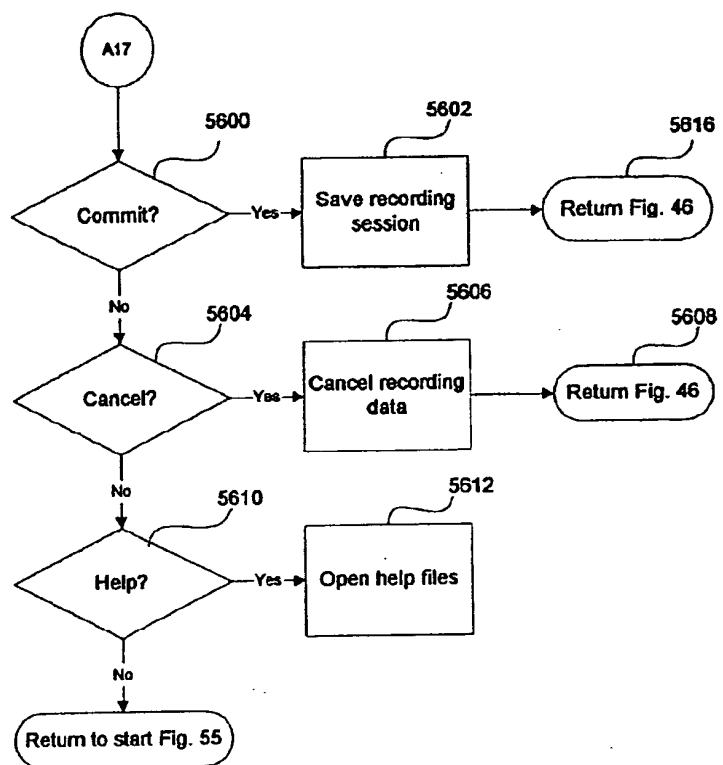 A17
5600
5602
5616
Commit?
Yes
Save recording
session
Return Fig. 46
No
5604
5606
5608
Cancel?
Yes
Cancel recording
data
Return Fig. 46
No
5610
5612
Help?
Yes
Open help files
No
Return to start Fig. 55